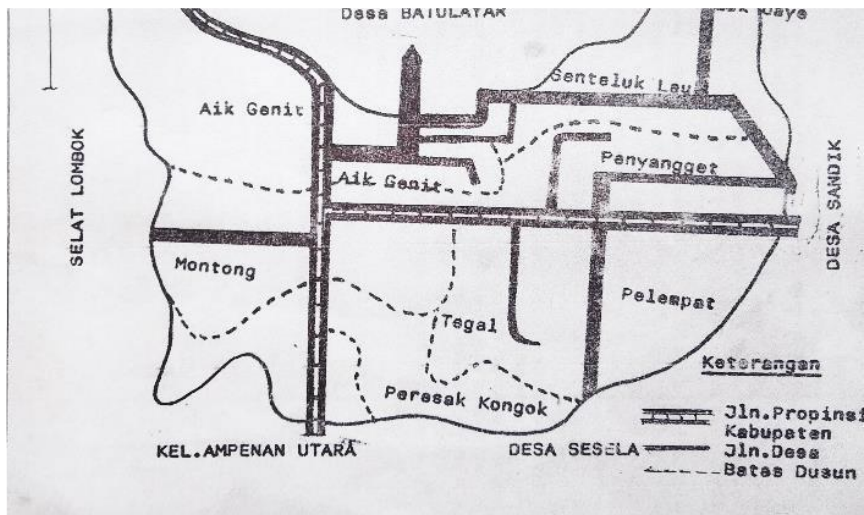 Desa BATULAYAR
Senteluk Lau
Aik Genit
SELAT LOMBOK
Penyangget
Aik Genit
DESA SANDIK
Montong
Pelempat
Tegal
Keterangan
Perasak Kongok
Jln.Propinsi
Kabupaten
KEL.AMPENAN UTARA
DESA SESELA
Jln.Desa
Batas Dusun